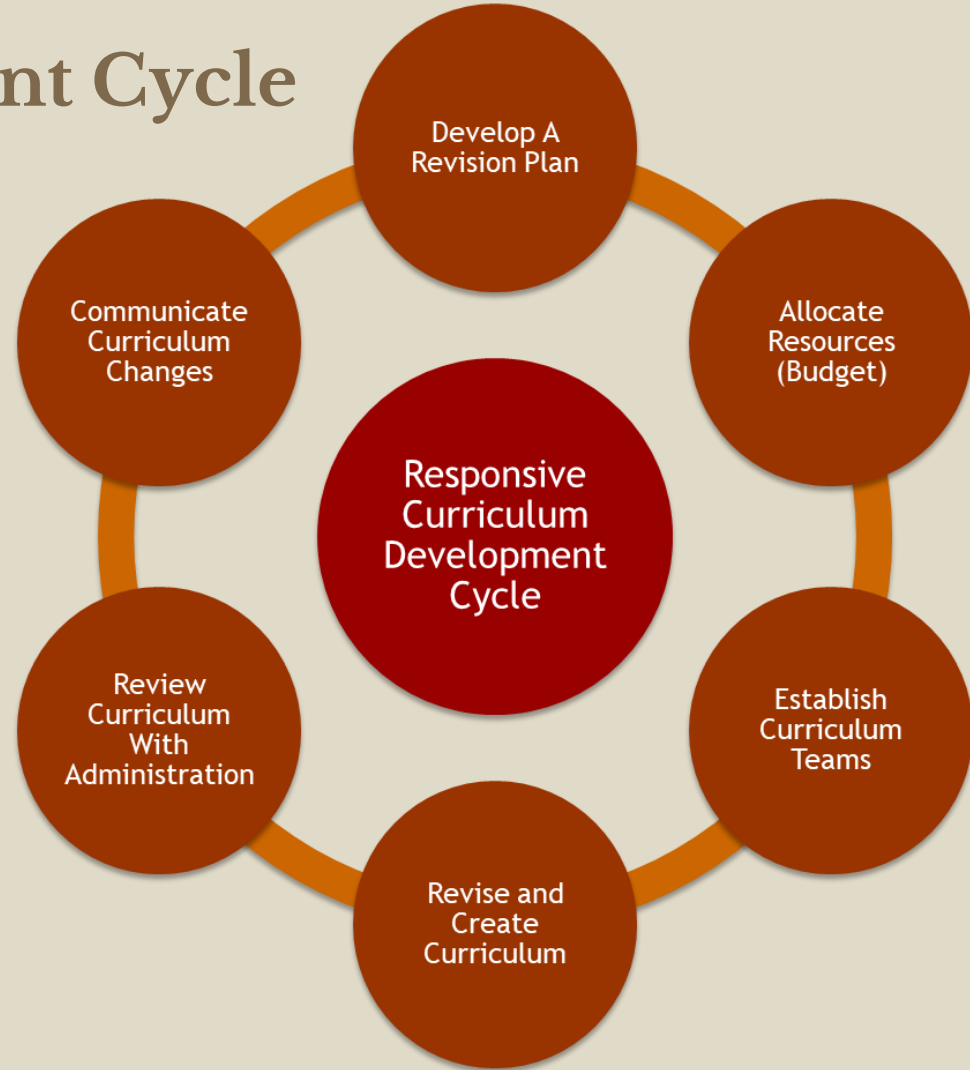 nt Cycle
Develop A
Revision Plan
Allocate
Resources
(Budget)
Establish
Curriculum
Teams
Revise and
Create
Curriculum
Review
Curriculum
With
Administration
Communicate
Curriculum
Changes
Responsive
Curriculum
Development
Cycle